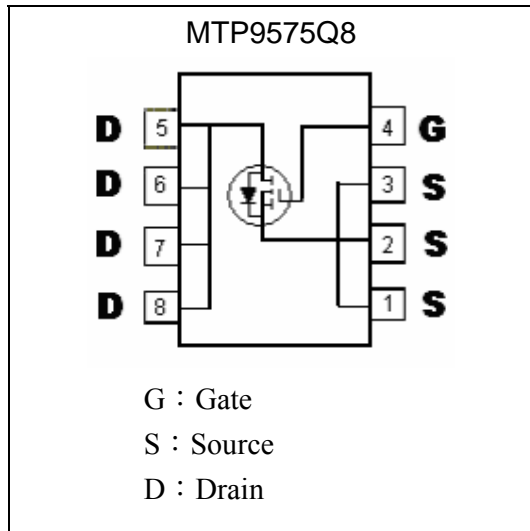 MTP9575Q8
D 5 4 G
D 6 3 S
D 7 2 S
D 8 1 S
G：Gate
S：Source
D：Drain